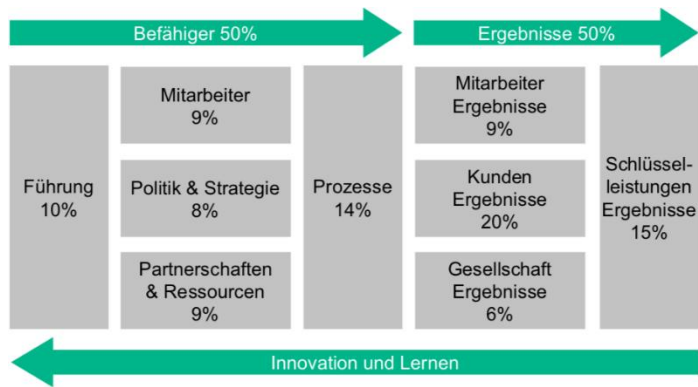 Befähiger 50%
Ergebnisse 50%
Führung
10%
Mitarbeiter
9%
Politik & Strategie
8%
Partnerschaften
& Ressourcen
9%
Prozesse
14%
Mitarbeiter
Ergebnisse
9%
Kunden
Ergebnisse
20%
Gesellschaft
Ergebnisse
6%
Schlüssel-
leistungen
Ergebnisse
15%
Innovation und Lernen